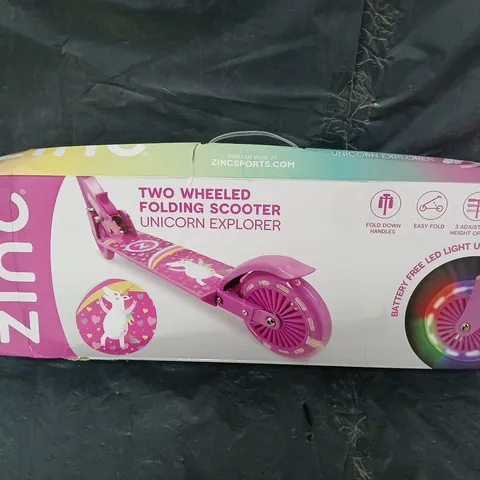 FIND OUT MORE AT:
ZINCSPORTS.COM
UNICORN EXPLORER
zinc®
TWO WHEELED
FOLDING SCOOTER
UNICORN EXPLORER
FOLD DOWN
HANDLES
EASY FOLD
3 ADJUST
HEIGHT OP
BATTERY FREE LED LIGHT U